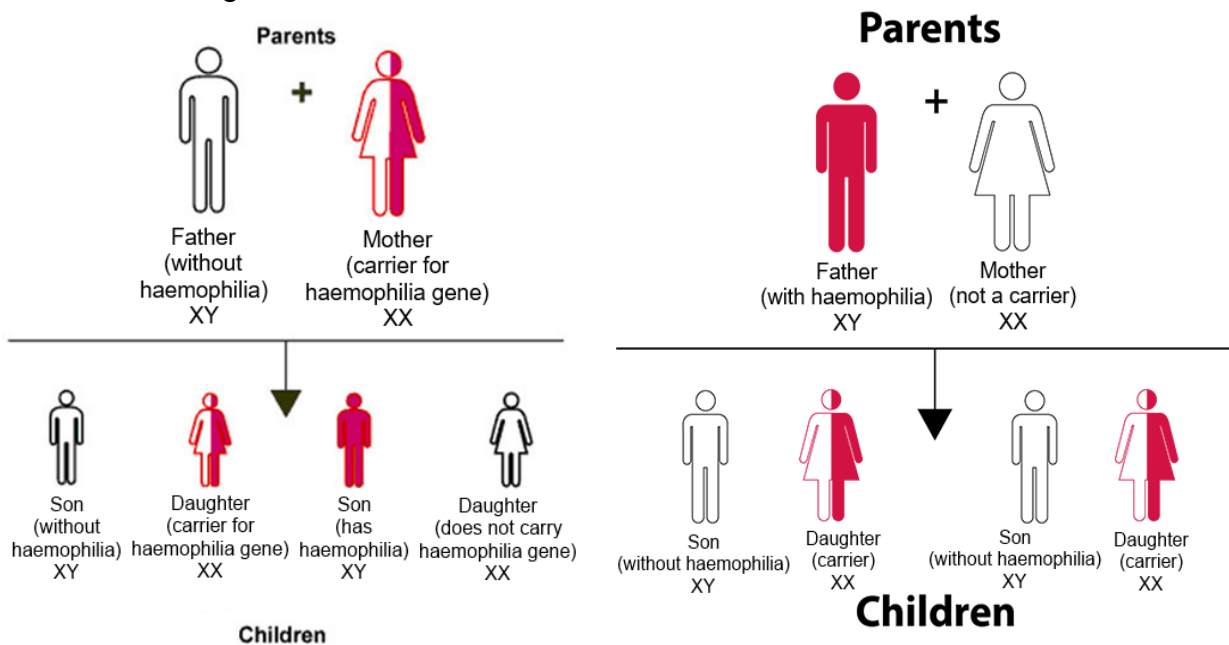 Parents
+
Father
(without
haemophilia)
XY
Mother
(carrier for
haemophilia gene)
XX
Son
(without
haemophilia)
XY
Daughter
(carrier for
haemophilia gene)
XX
Son
(has
haemophilia)
XY
Daughter
(does not carry
haemophilia gene)
XX
Children
Parents
+
Father
(with haemophilia)
XY
Mother
(not a carrier)
XX
Son
(without haemophilia)
XY
Daughter
(carrier)
XX
Son
(without haemophilia)
XY
Daughter
(carrier)
XX
Children